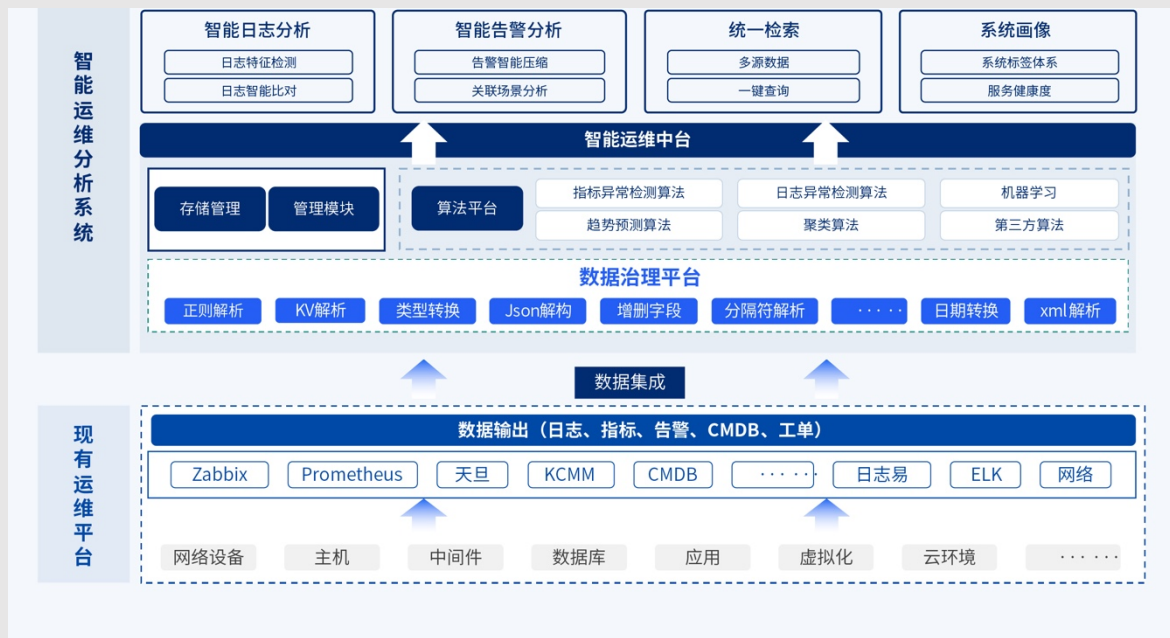 智能运维分析系统
智能日志分析
日志特征检测
日志智能比对
智能告警分析
告警智能压缩
关联场景分析
统一检索
多源数据
一键查询
系统画像
系统标签体系
服务健康度
智能运维中台
存储管理
管理模块
算法平台
指标异常检测算法
日志异常检测算法
机器学习
趋势预测算法
聚类算法
第三方算法
数据治理平台
正则解析
KV解析
类型转换
Json解构
增删字段
分隔符解析
· · · · ·
日期转换
xml解析
数据集成
现有运维平台
数据输出（日志、指标、告警、CMDB、工单）
Zabbix
Prometheus
天旦
KCMM
CMDB
· · · · · ·
日志易
ELK
网络
网络设备
主机
中间件
数据库
应用
虚拟化
云环境
· · · · · ·